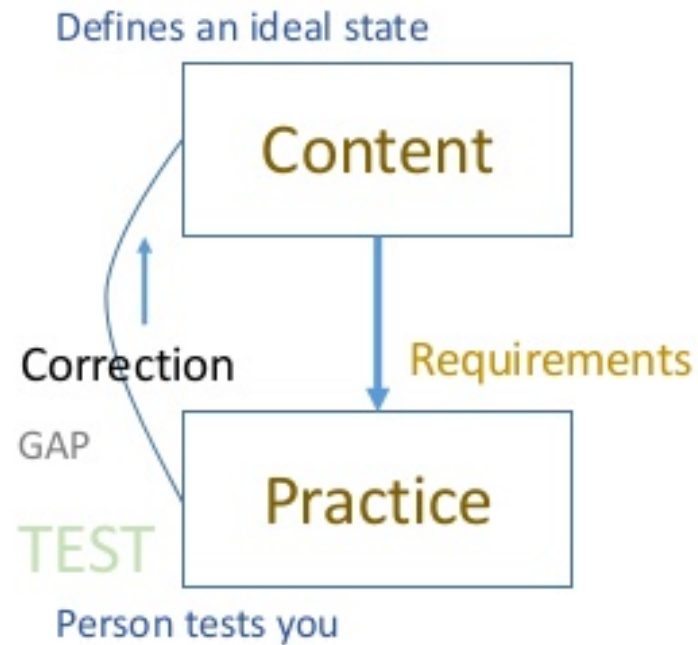 Defines an ideal state
Content
Correction
Requirements
GAP
Practice
TEST
Person tests you